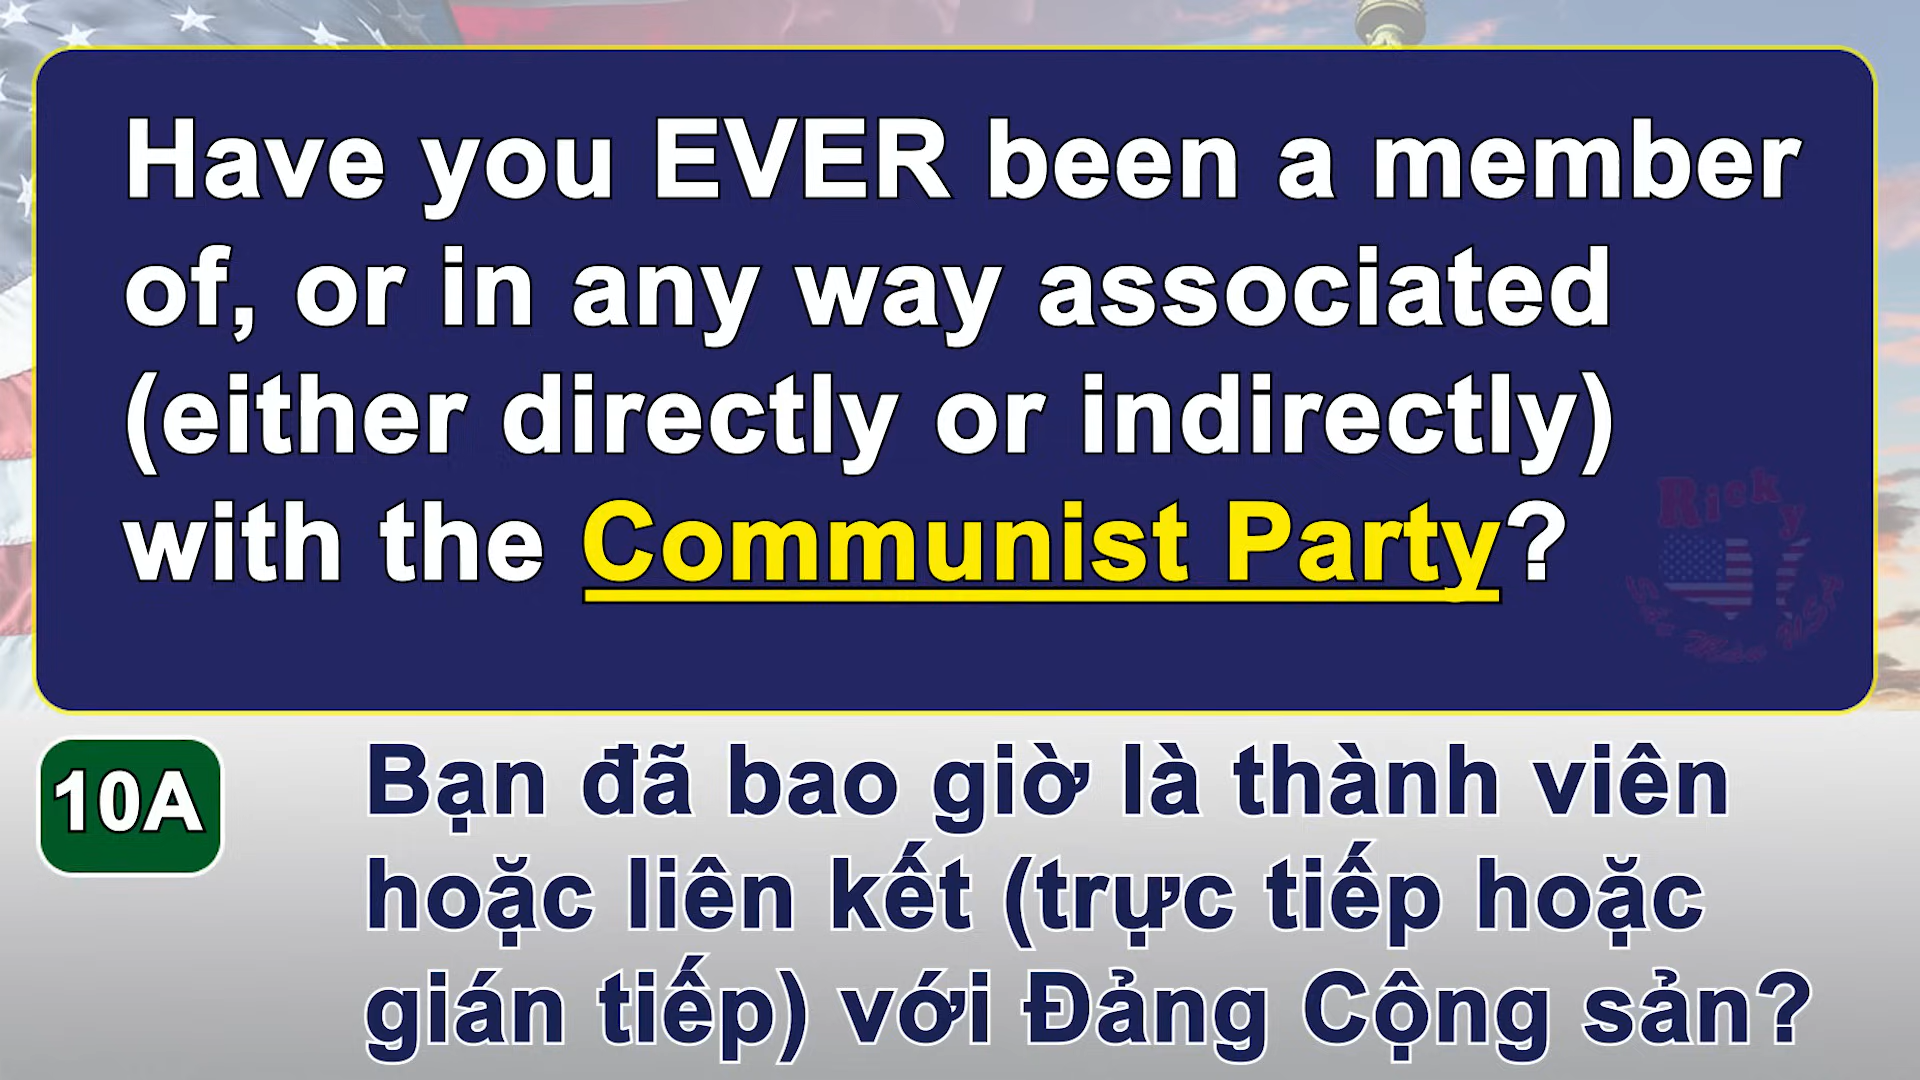 Have you EVER been a member
of, or in any way associated
(either directly or indirectly)
with the Communist Party?
Ricky
10A
Bạn đã bao giờ là thành viên
hoặc liên kết (trực tiếp hoặc
gián tiếp) với Đảng Cộng sản?